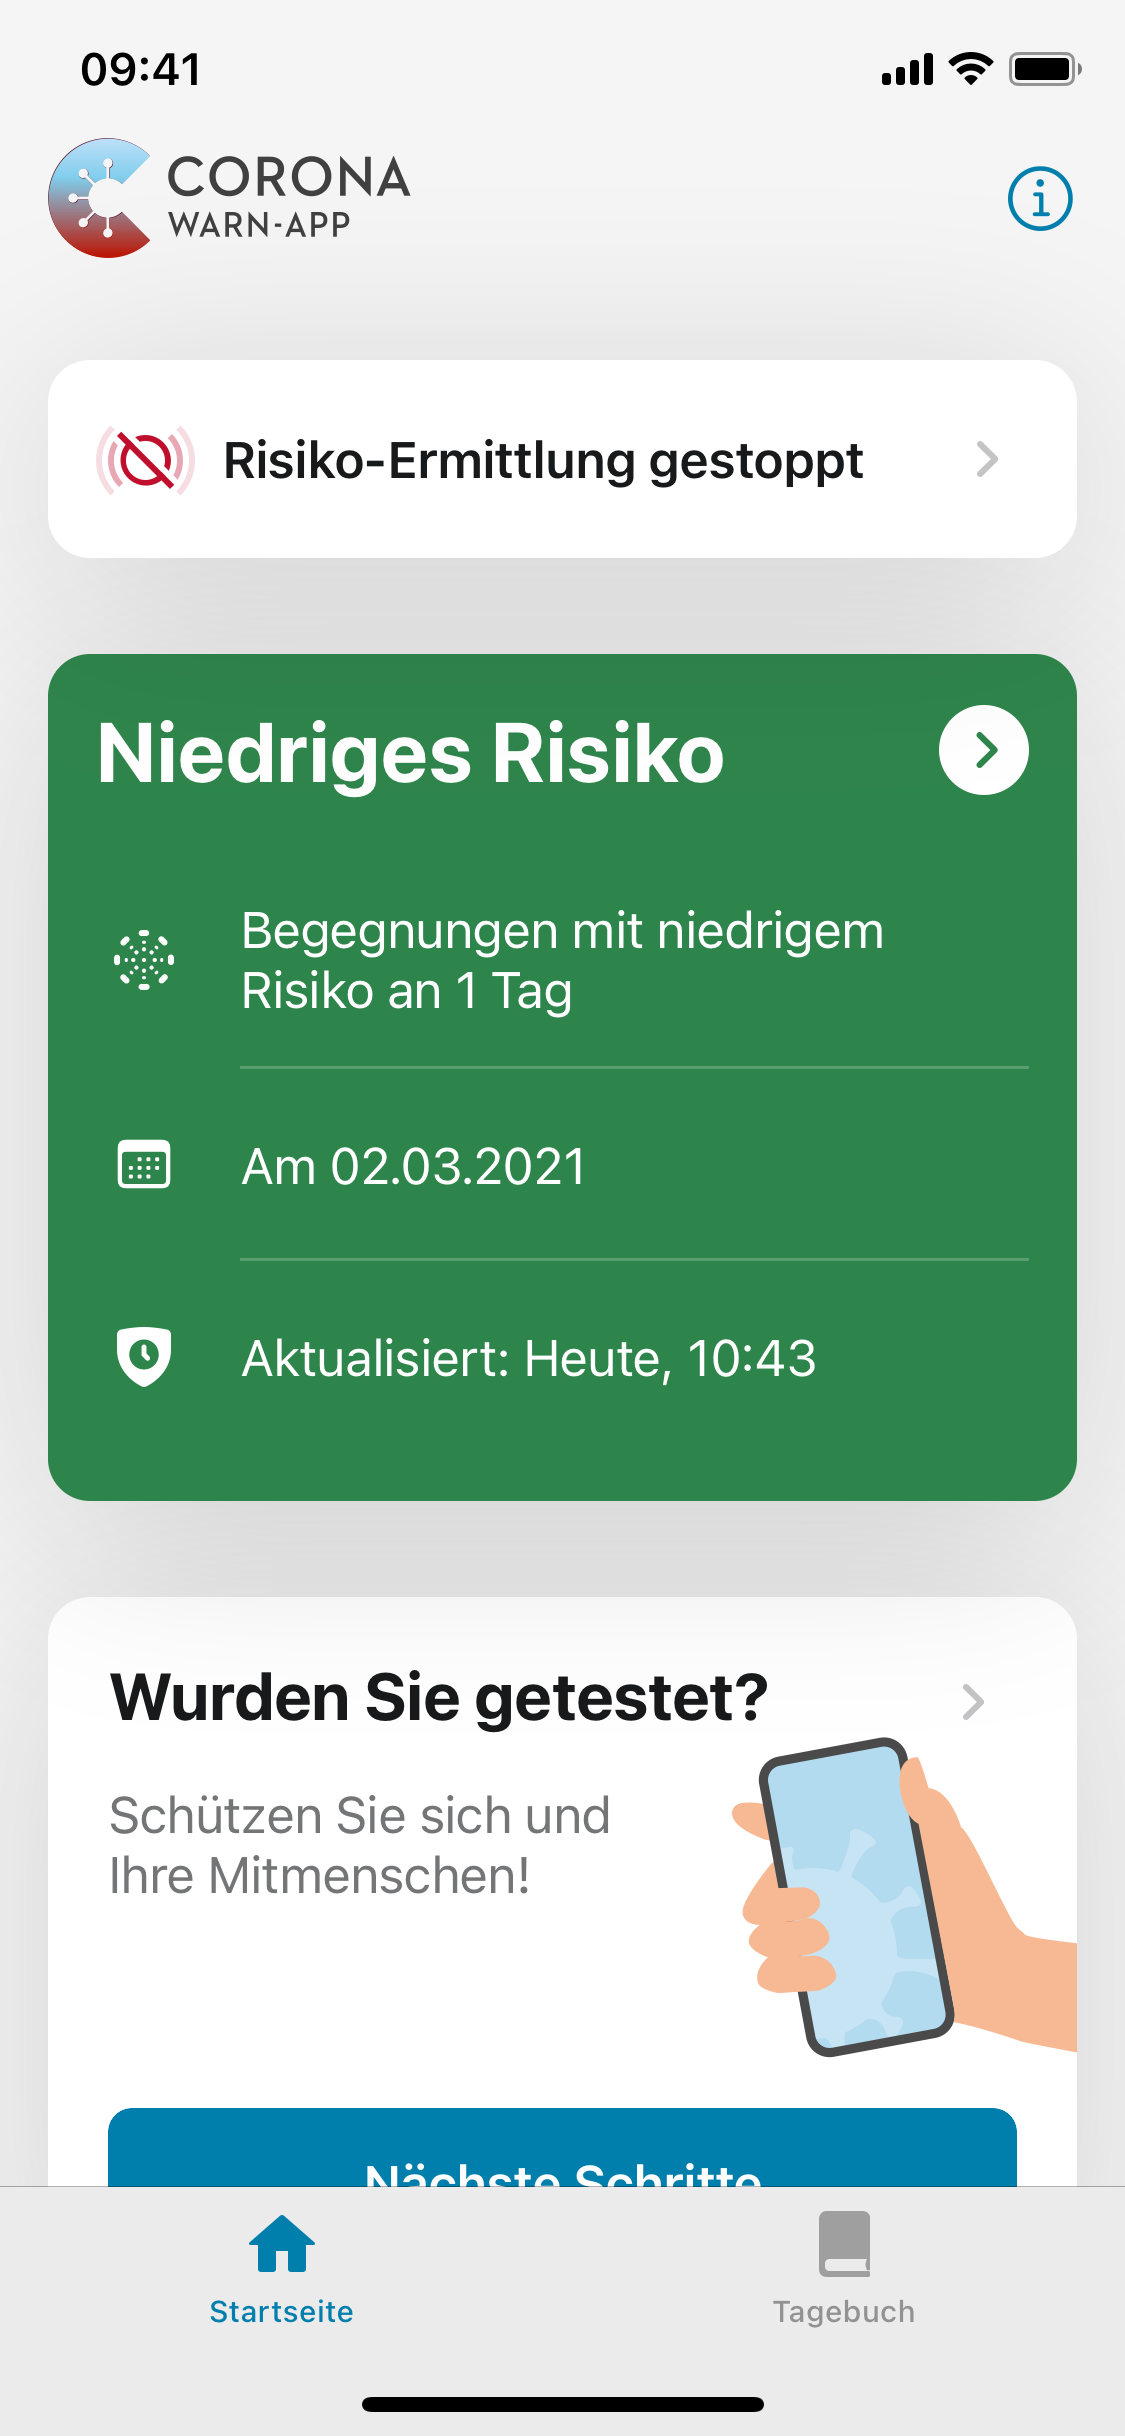 09:41
CORONA
WARN-APP
Risiko-Ermittlung gestoppt
Niedriges Risiko
Begegnungen mit niedrigem
Risiko an 1 Tag
Am 02.03.2021
Aktualisiert: Heute, 10:43
Wurden Sie getestet?
Schützen Sie sich und
Ihre Mitmenschen!
Nächste Schritte
Startseite
Tagebuch